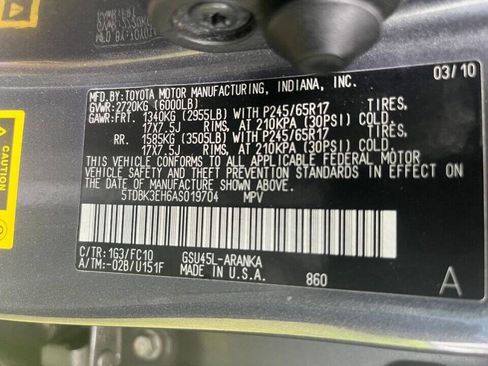 MFD.BY:TOYOTA MOTOR MANUFACTURING, INDIANA, INC. 03/10
GVWR:2720KG (6000LB)
GAWR:FRT. 1340KG (2955LB) WITH P245/65R17 TIRES,
17X7.5J RIMS, AT 210KPA (30PSI) COLD.
RR. 1585KG (3505LB) WITH P245/65R17 TIRES,
17X7.5J RIMS, AT 210KPA (30PSI) COLD.
THIS VEHICLE CONFORMS TO ALL APPLICABLE FEDERAL MOTOR
VEHICLE SAFETY AND THEFT PREVENTION STANDARDS IN EFFECT ON
THE DATE OF MANUFACTURE SHOWN ABOVE.
5TDBK3EH6AS019704 MPV
C/TR:1G3/FC10 GSU45L-ARANKA
A/TM:-02B/U151F MADE IN U.S.A. 860 A
CAUTION